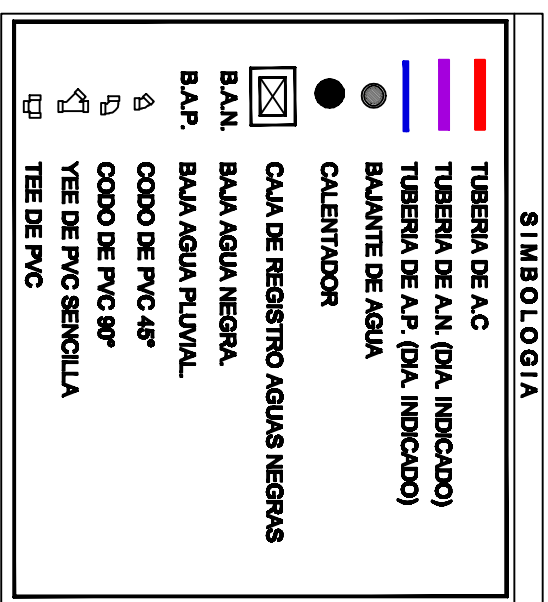 SIMBOLOGIA
TUBERIA DE A.C
TUBERIA DE A.N. (DIA. INDICADO)
TUBERIA DE A.P. (DIA. INDICADO)
BAJANTE DE AGUA
CALENTADOR
CAJA DE REGISTRO AGUAS NEGRAS
B.A.N. BAJA AGUA NEGRA.
B.A.P. BAJA AGUA PLUVIAL.
CODO DE PVC 45°
CODO DE PVC 90°
YEE DE PVC SENCILLA
TEE DE PVC